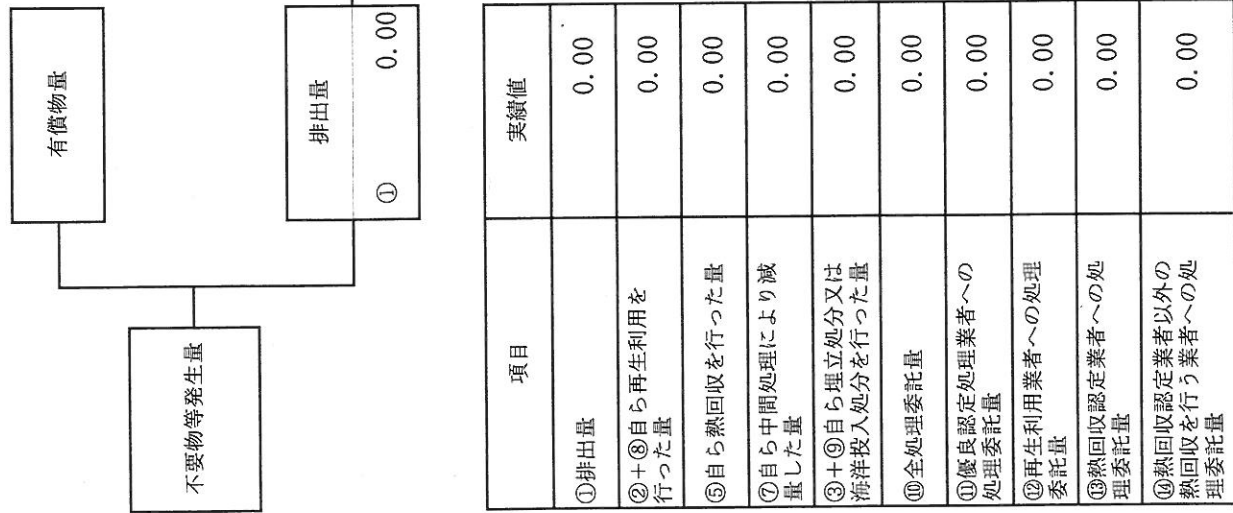 有償物量
不要物等発生量
排出量
① 0.00
項目 実績値
①排出量 0.00
②+⑧自ら再生利用を
行った量 0.00
⑤自ら熱回収を行った量 0.00
⑦自ら中間処理により減
量した量 0.00
③+⑨自ら埋立処分又は
海洋投入処分を行った量 0.00
⑩全処理委託量 0.00
⑪優良認定処理業者への
処理委託量 0.00
⑫再生利用業者への処理
委託量 0.00
⑬熱回収認定業者への処
理委託量 0.00
⑭熱回収認定業者以外の
熱回収を行う業者への処
理委託量 0.00